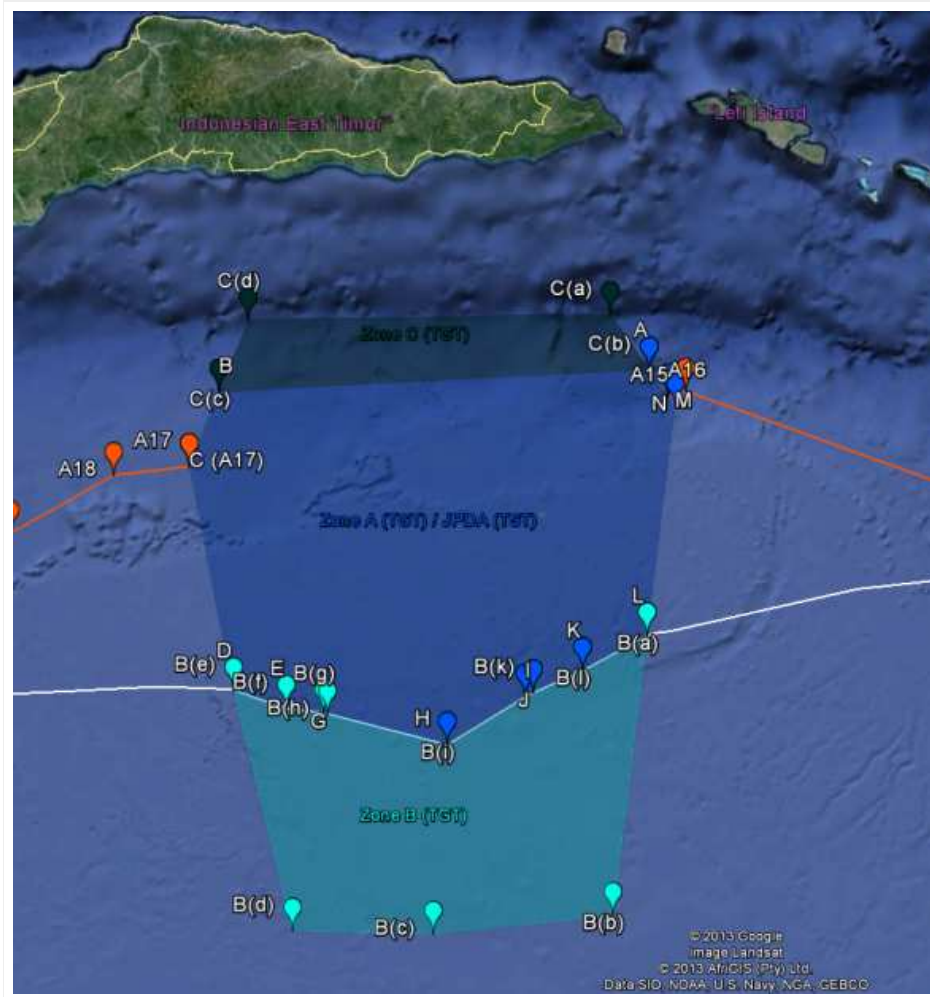 "Indonesian East Timor"
"Leti Island
C(d)
C(a)
Zone C (TGT)
A
C(b)
B
A15
A16
C(c)
N
M
A17
C (A17)
A18
Zone A (TGT) / JPDA (TST)
L
K
B(a)
D
B(e)
E
B(g)
B(k)
I
B(l)
B(f)
B(h)
J
G
H
B(i)
Zone B (TGT)
B(d)
B(c)
B(b)
© 2013 Google
Image Landsat
© 2013 AfriGIS (Pty) Ltd.
Data SIO, NOAA, U.S. Navy, NGA, GEBCO